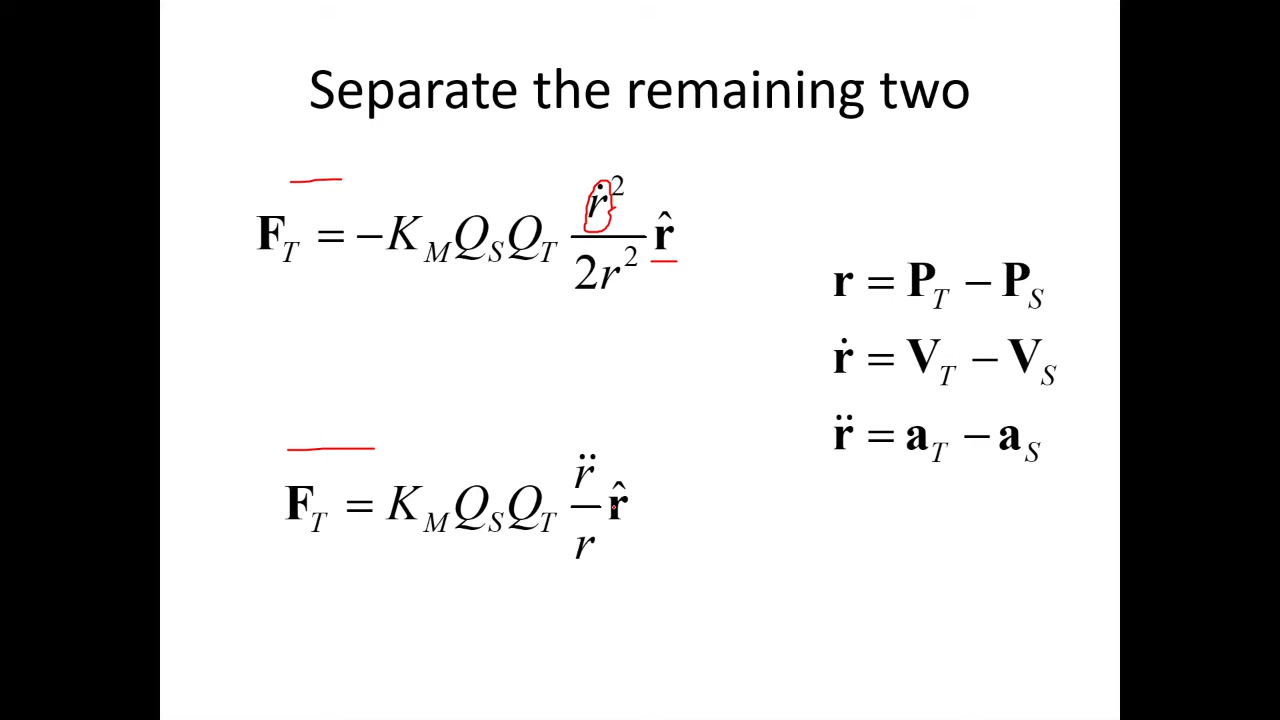 Separate the remaining two
𝐅_T = −K_M Q_S Q_T ṙ²/2r² 𝐫̂
𝐫 = 𝐏_T − 𝐏_S
𝐫̇ = 𝐕_T − 𝐕_S
𝐫̈ = 𝐚_T − 𝐚_S
𝐅_T = K_M Q_S Q_T r̈/r 𝐫̂